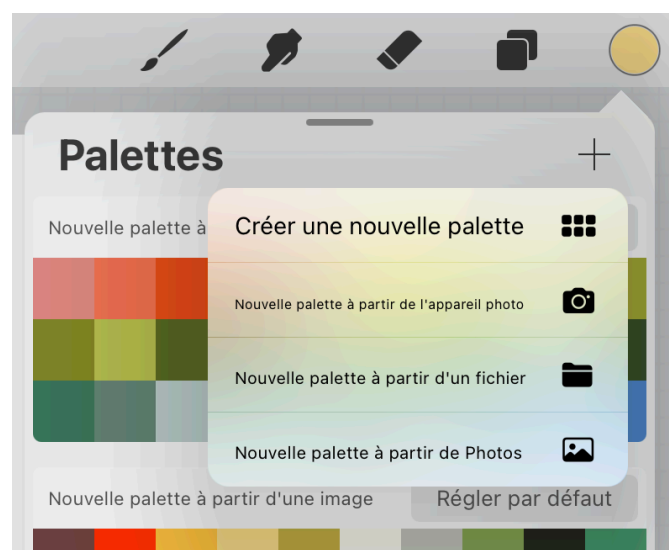 Palettes
Nouvelle palette à
Créer une nouvelle palette
Nouvelle palette à partir de l'appareil photo
Nouvelle palette à partir d'un fichier
Nouvelle palette à partir de Photos
Nouvelle palette à partir d'une image
Régler par défaut